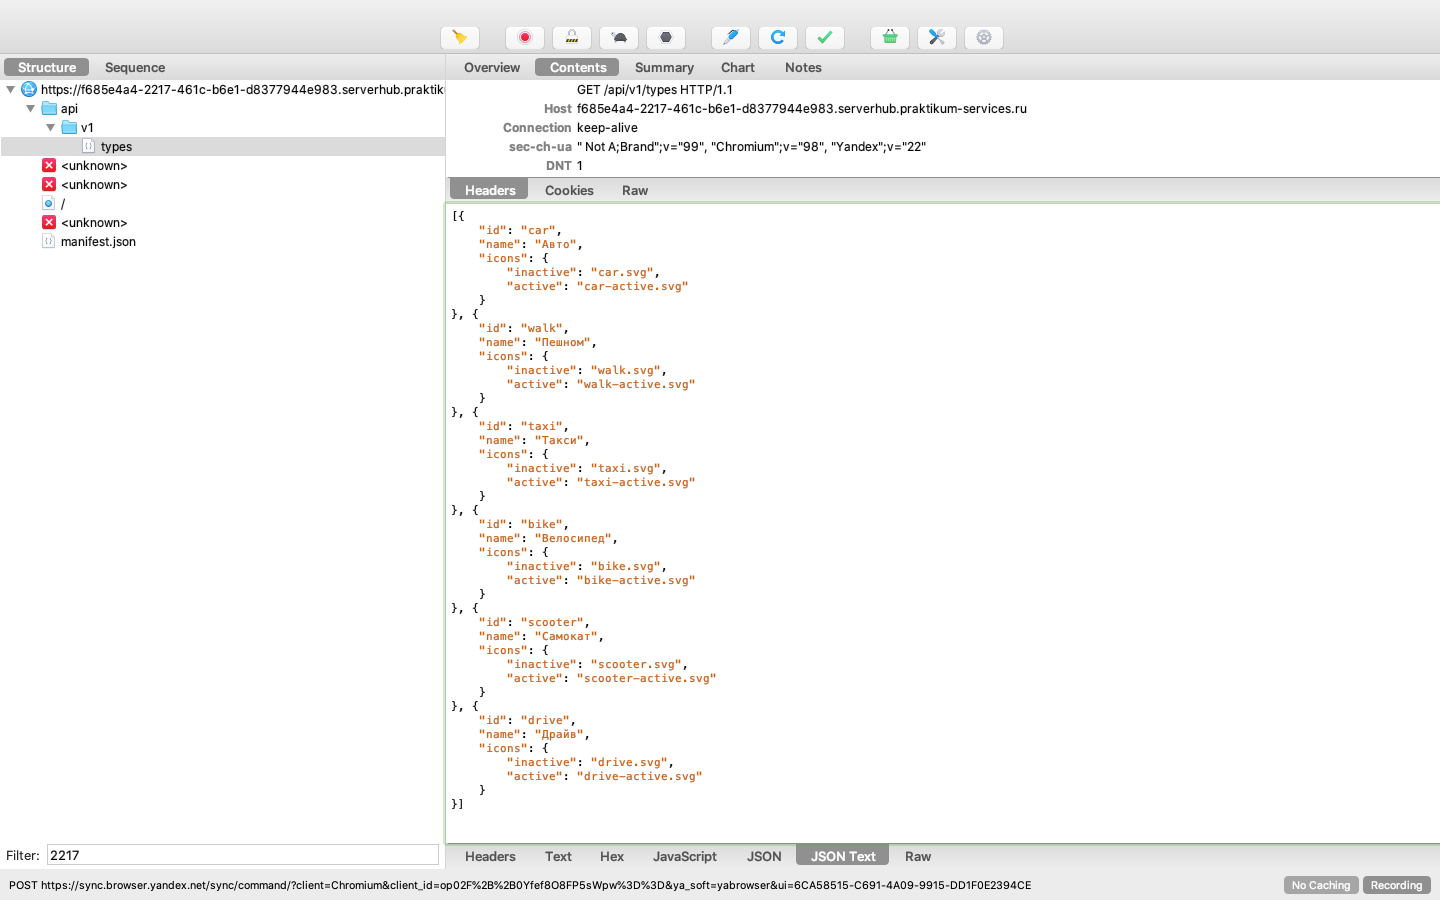 Structure Sequence Overview Contents Summary Chart Notes
https://f685e4a4-2217-461c-b6e1-d8377944e983.serverhub.praktik
api
v1
types
<unknown>
<unknown>
/
<unknown>
manifest.json
GET /api/v1/types HTTP/1.1
Host f685e4a4-2217-461c-b6e1-d8377944e983.serverhub.praktikum-services.ru
Connection keep-alive
sec-ch-ua " Not A;Brand";v="99", "Chromium";v="98", "Yandex";v="22"
DNT 1
Headers Cookies Raw
[{
"id": "car",
"name": "Авто",
"icons": {
"inactive": "car.svg",
"active": "car-active.svg"
}
}, {
"id": "walk",
"name": "Пешном",
"icons": {
"inactive": "walk.svg",
"active": "walk-active.svg"
}
}, {
"id": "taxi",
"name": "Такси",
"icons": {
"inactive": "taxi.svg",
"active": "taxi-active.svg"
}
}, {
"id": "bike",
"name": "Велосипед",
"icons": {
"inactive": "bike.svg",
"active": "bike-active.svg"
}
}, {
"id": "scooter",
"name": "Самокат",
"icons": {
"inactive": "scooter.svg",
"active": "scooter-active.svg"
}
}, {
"id": "drive",
"name": "Драйв",
"icons": {
"inactive": "drive.svg",
"active": "drive-active.svg"
}
}]
Filter: 2217
Headers Text Hex JavaScript JSON JSON Text Raw
POST https://sync.browser.yandex.net/sync/command/?client=Chromium&client_id=op02F%2B%2B0Yfef8O8FP5sWpw%3D%3D&ya_soft=yabrowser&ui=6CA58515-C691-4A09-9915-DD1F0E2394CE
No Caching Recording